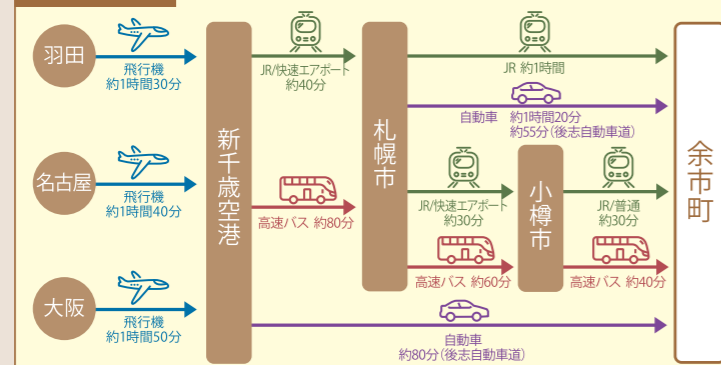 羽田
飛行機
約1時間30分
名古屋
飛行機
約1時間40分
大阪
飛行機
約1時間50分
新千歳空港
JR/快速エアポート
約40分
高速バス 約80分
札幌市
JR 約1時間
自動車 約1時間20分
約55分(後志自動車道)
JR/快速エアポート
約30分
高速バス 約60分
小樽市
JR/普通
約30分
高速バス 約40分
自動車
約80分(後志自動車道)
余市町